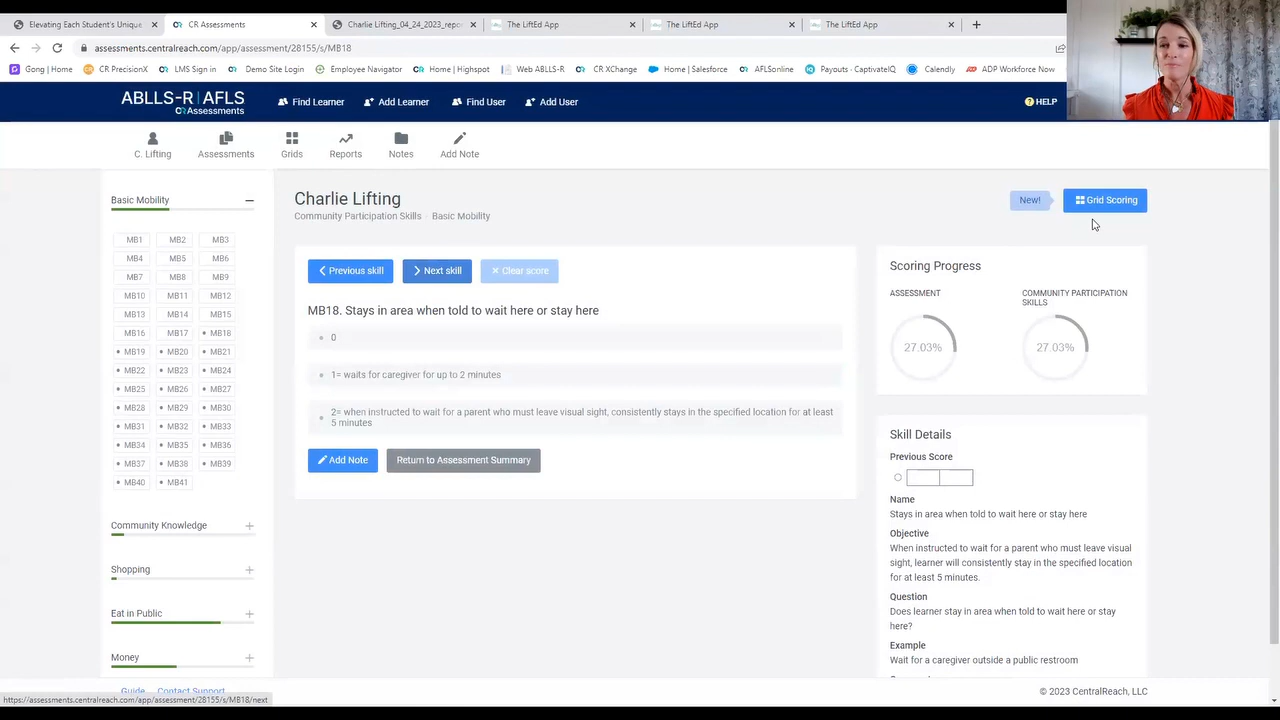 Elevating Each Student's Unique
CR Assessments
Charlie Lifting_04_24_2023_repor
The LiftEd App
The LiftEd App
The LiftEd App
assessments.centralreach.com/app/assessment/28155/s/MB18
Gong | Home
CR PrecisionX
LMS Sign in
Demo Site Login
Employee Navigator
Home | Highspot
Web ABLLS-R
CR XChange
Home | Salesforce
AFLSonline
Payouts - CaptivateIQ
Calendly
ADP Workforce Now
ABLLS-R | AFLS
CR Assessments
Find Learner
Add Learner
Find User
Add User
HELP
C. Lifting
Assessments
Grids
Reports
Notes
Add Note
Basic Mobility
MB1 MB2 MB3
MB4 MB5 MB6
MB7 MB8 MB9
MB10 MB11 MB12
MB13 MB14 MB15
MB16 MB17 MB18
MB19 MB20 MB21
MB22 MB23 MB24
MB25 MB26 MB27
MB28 MB29 MB30
MB31 MB32 MB33
MB34 MB35 MB36
MB37 MB38 MB39
MB40 MB41
Community Knowledge
Shopping
Eat in Public
Money
Guide Contact Support
https://assessments.centralreach.com/app/assessment/28155/s/MB18/next
Charlie Lifting
Community Participation Skills · Basic Mobility
New!
Grid Scoring
Previous skill
Next skill
Clear score
MB18. Stays in area when told to wait here or stay here
0
1= waits for caregiver for up to 2 minutes
2= when instructed to wait for a parent who must leave visual sight, consistently stays in the specified location for at least
5 minutes
Add Note
Return to Assessment Summary
Scoring Progress
ASSESSMENT
27.03%
COMMUNITY PARTICIPATION
SKILLS
27.03%
Skill Details
Previous Score
Name
Stays in area when told to wait here or stay here
Objective
When instructed to wait for a parent who must leave visual
sight, learner will consistently stay in the specified location
for at least 5 minutes.
Question
Does learner stay in area when told to wait here or stay
here?
Example
Wait for a caregiver outside a public restroom
© 2023 CentralReach, LLC